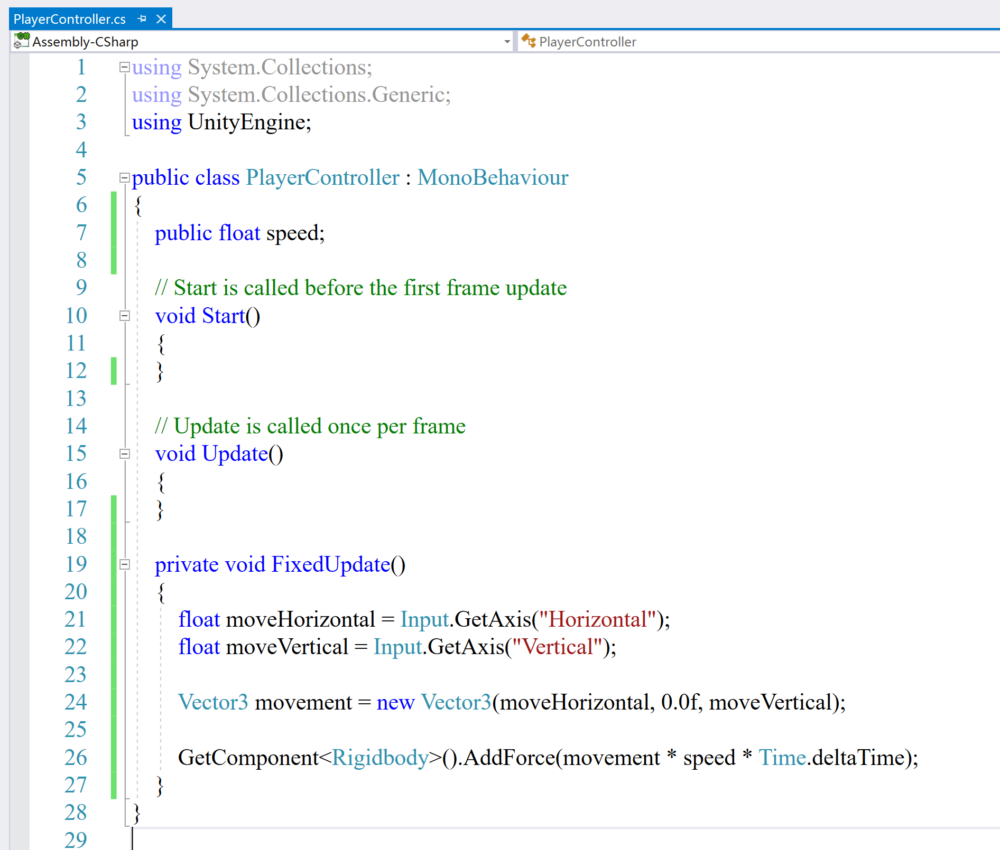 PlayerController.cs
Assembly-CSharp PlayerController
1 using System.Collections;
2 using System.Collections.Generic;
3 using UnityEngine;
4
5 public class PlayerController : MonoBehaviour
6 {
7 public float speed;
8
9 // Start is called before the first frame update
10 void Start()
11 {
12 }
13
14 // Update is called once per frame
15 void Update()
16 {
17 }
18
19 private void FixedUpdate()
20 {
21 float moveHorizontal = Input.GetAxis("Horizontal");
22 float moveVertical = Input.GetAxis("Vertical");
23
24 Vector3 movement = new Vector3(moveHorizontal, 0.0f, moveVertical);
25
26 GetComponent<Rigidbody>().AddForce(movement * speed * Time.deltaTime);
27 }
28 }
29